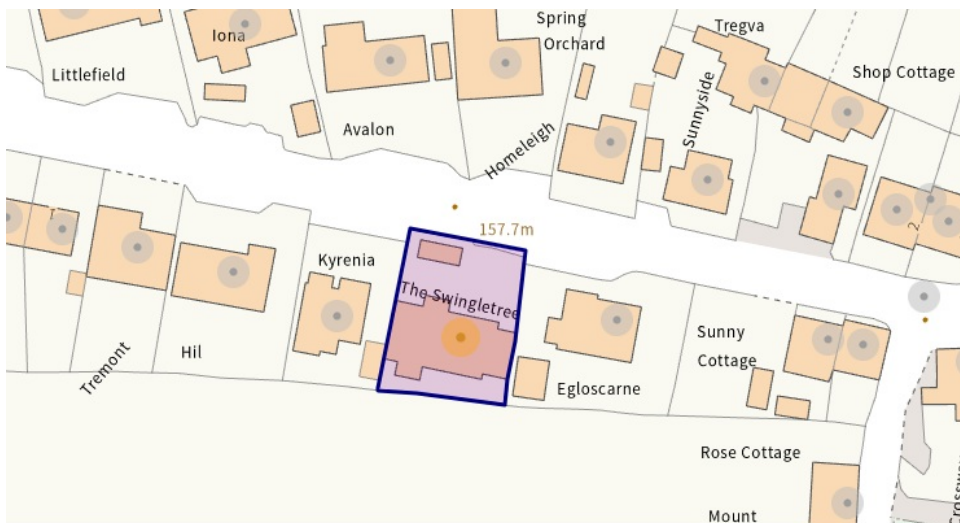 Spring
Orchard
Tregva
Iona
Littlefield
Shop Cottage
Avalon
Homeleigh
Sunnyside
2
157.7m
Kyrenia
The Swingletree
Sunny
Cottage
Hil
Tremont
Egloscarne
Rose Cottage
Mount